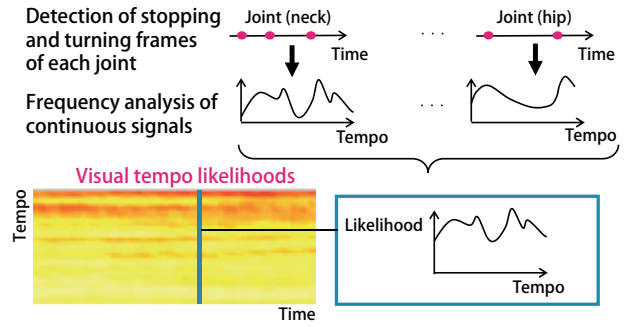 Detection of stopping
and turning frames
of each joint
Joint (neck)
Time
. . .
Joint (hip)
Time
Frequency analysis of
continuous signals
Tempo
. . .
Tempo
Visual tempo likelihoods
Tempo
Time
Likelihood
Tempo